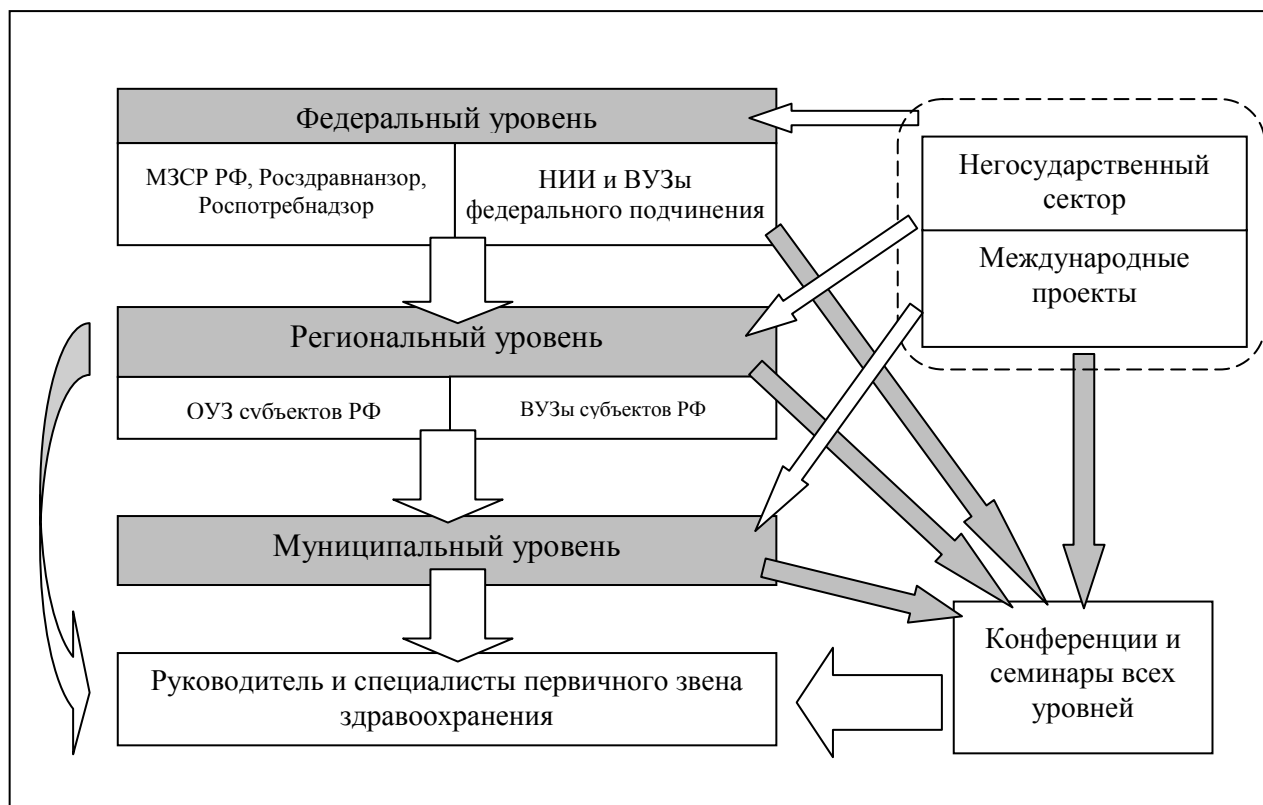 Федеральный уровень
МЗСР РФ, Росздравнанзор,
Роспотребнадзор
НИИ и ВУЗы
федерального подчинения
Негосударственный
сектор
Международные
проекты
Региональный уровень
ОУЗ субъектов РФ
ВУЗы субъектов РФ
Муниципальный уровень
Руководитель и специалисты первичного звена
здравоохранения
Конференции и
семинары всех
уровней